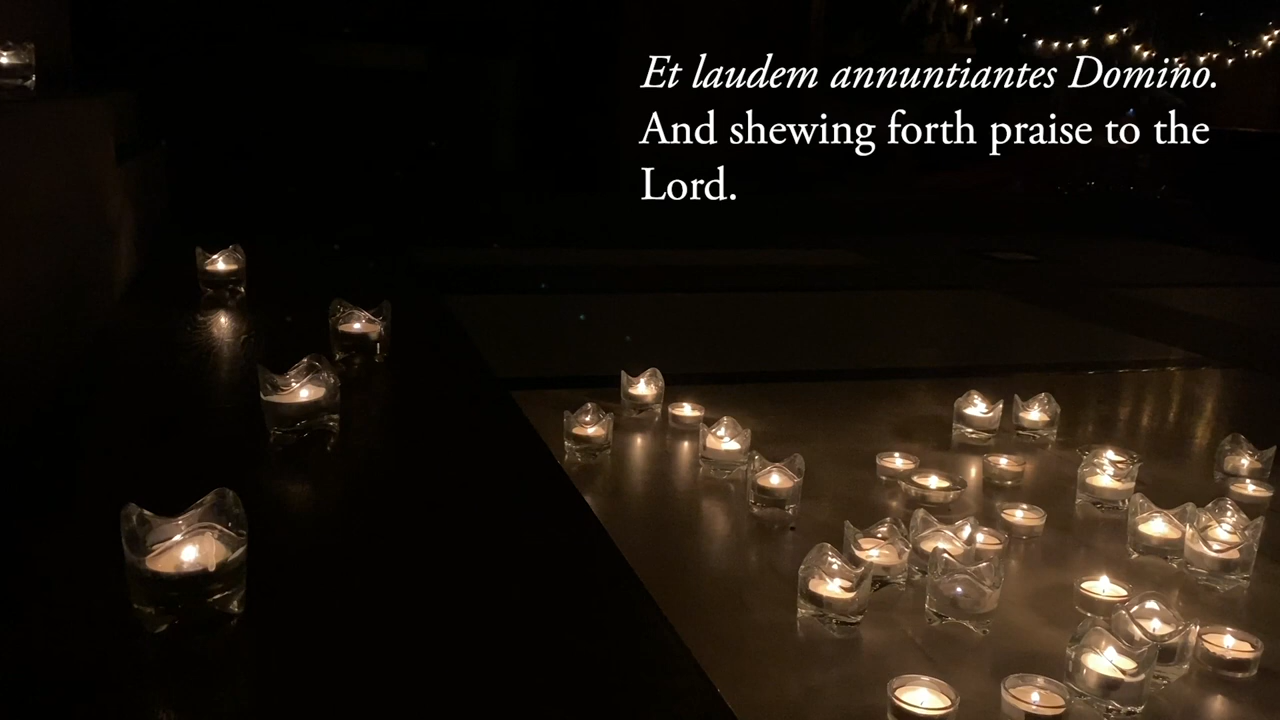 Et laudem annuntiantes Domino.
And shewing forth praise to the
Lord.